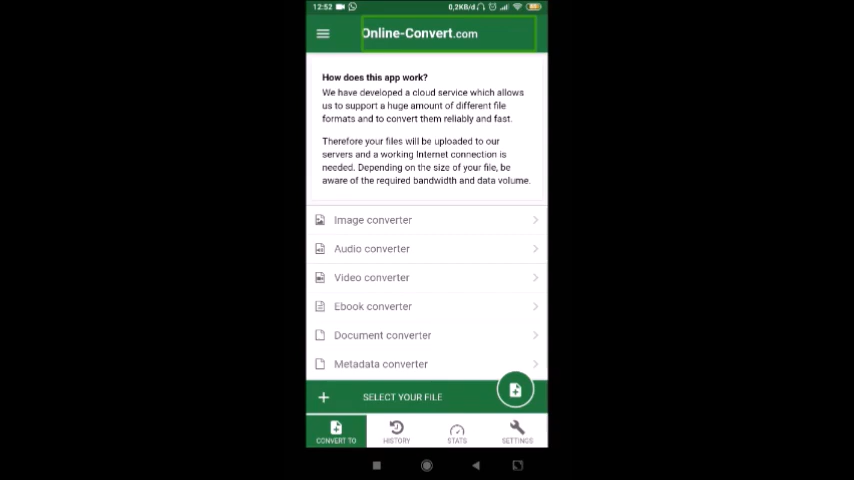 12:52
0,2KB/d
Online-Convert.com
How does this app work?
We have developed a cloud service which allows
us to support a huge amount of different file
formats and to convert them reliably and fast.
Therefore your files will be uploaded to our
servers and a working Internet connection is
needed. Depending on the size of your file, be
aware of the required bandwidth and data volume.
Image converter
Audio converter
Video converter
Ebook converter
Document converter
Metadata converter
SELECT YOUR FILE
CONVERT TO
HISTORY
STATS
SETTINGS